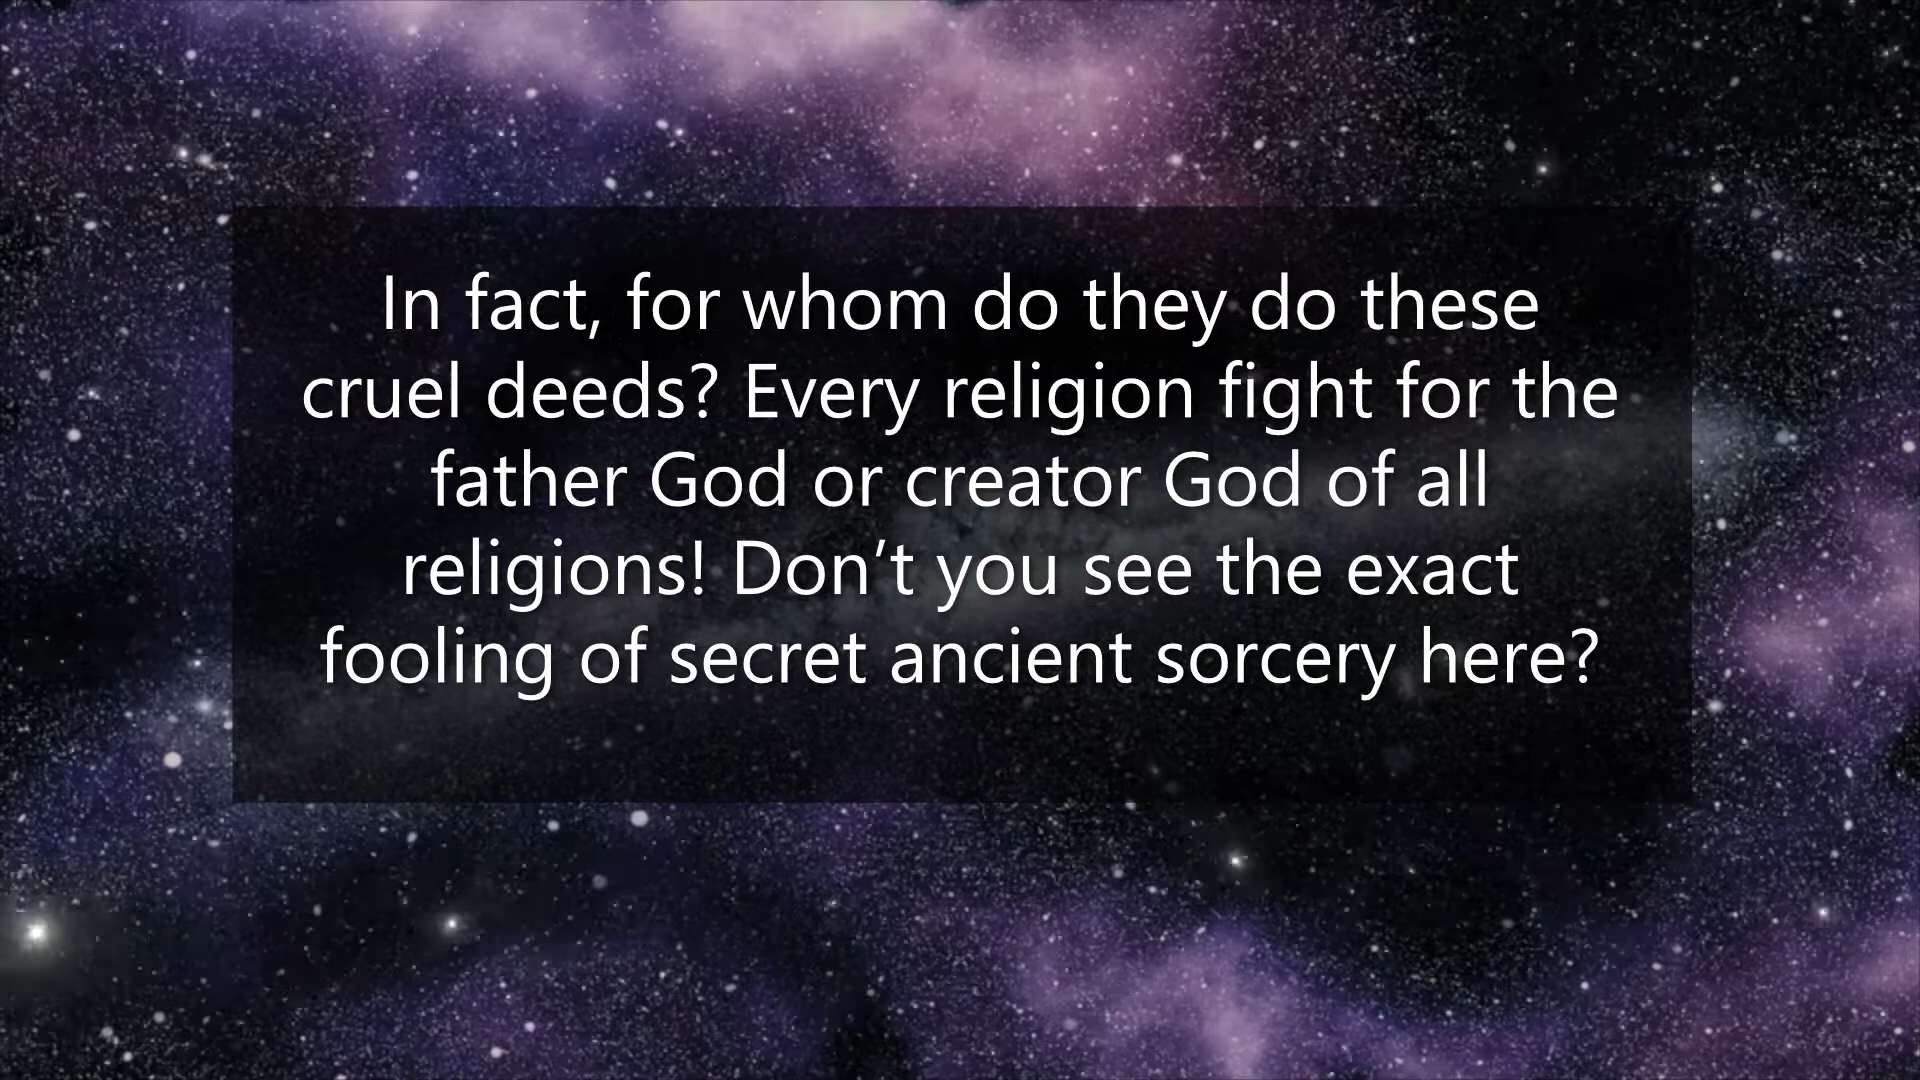 In fact, for whom do they do these
cruel deeds? Every religion fight for the
father God or creator God of all
religions! Don’t you see the exact
fooling of secret ancient sorcery here?